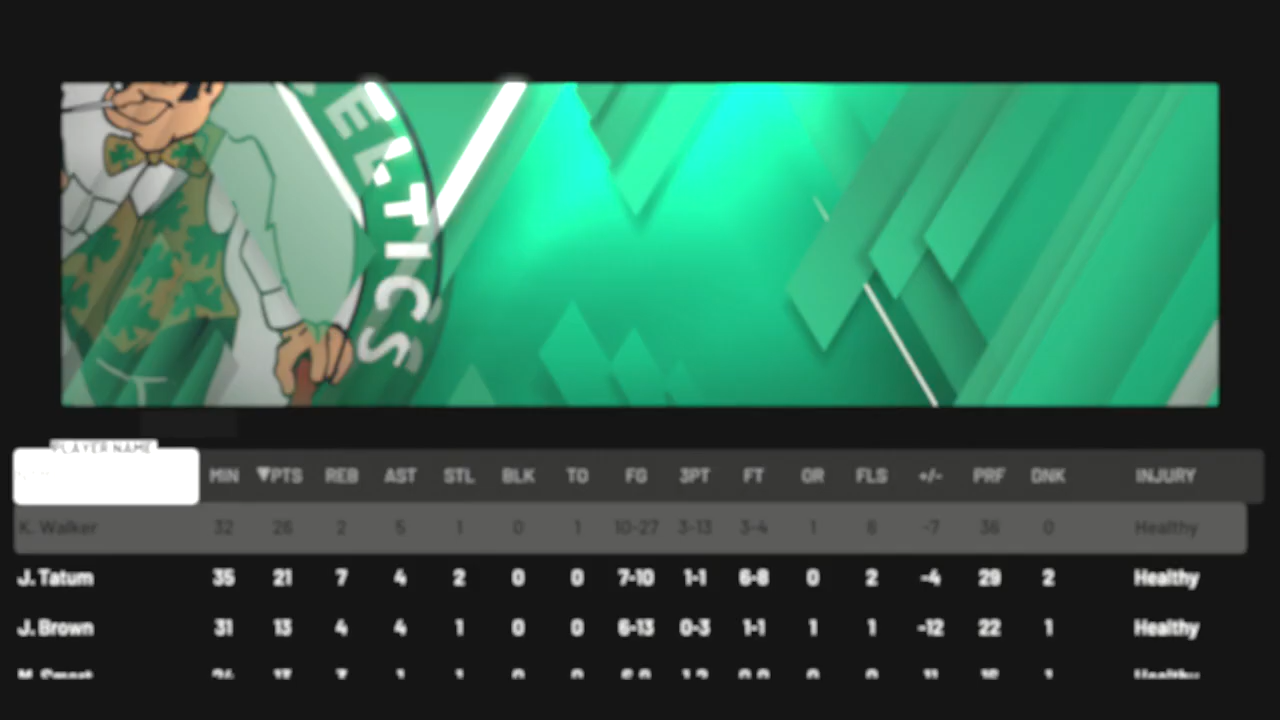 CELTICS
PLAYER NAME
MIN ▼PTS REB AST STL BLK TO FG 3PT FT OR FLS +/- PRF DNK INJURY
K. Walker 32 26 2 5 1 0 1 10-27 3-13 3-4 1 6 -7 36 0 Healthy
J. Tatum 35 21 7 4 2 0 0 7-10 1-1 6-8 0 2 -4 29 2 Healthy
J. Brown 31 13 4 4 1 0 0 6-13 0-3 1-1 1 1 -12 22 1 Healthy
M. Smart